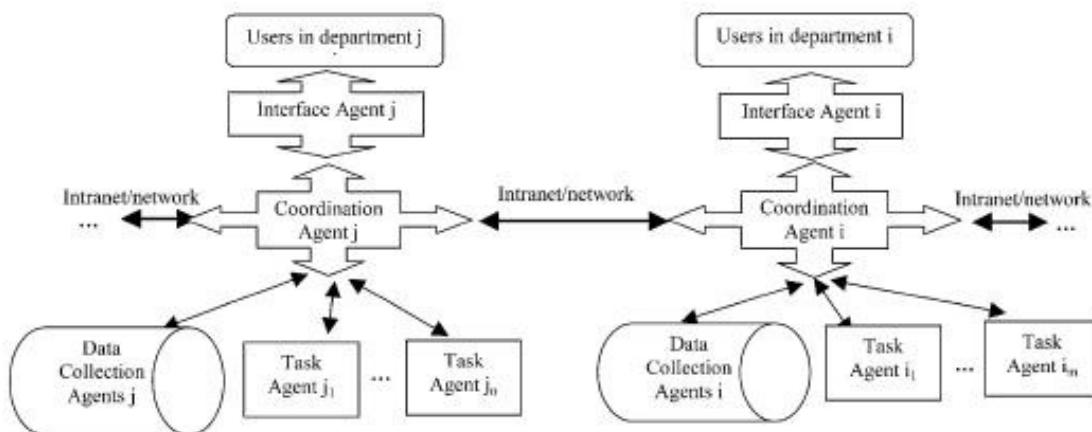 Users in department j
Users in department i
Interface Agent j
Interface Agent i
Intranet/network
...
Coordination
Agent j
Intranet/network
Coordination
Agent i
Intranet/network
...
Data
Collection
Agents j
Task
Agent j1
...
Task
Agent jn
Data
Collection
Agents i
Task
Agent i1
...
Task
Agent im